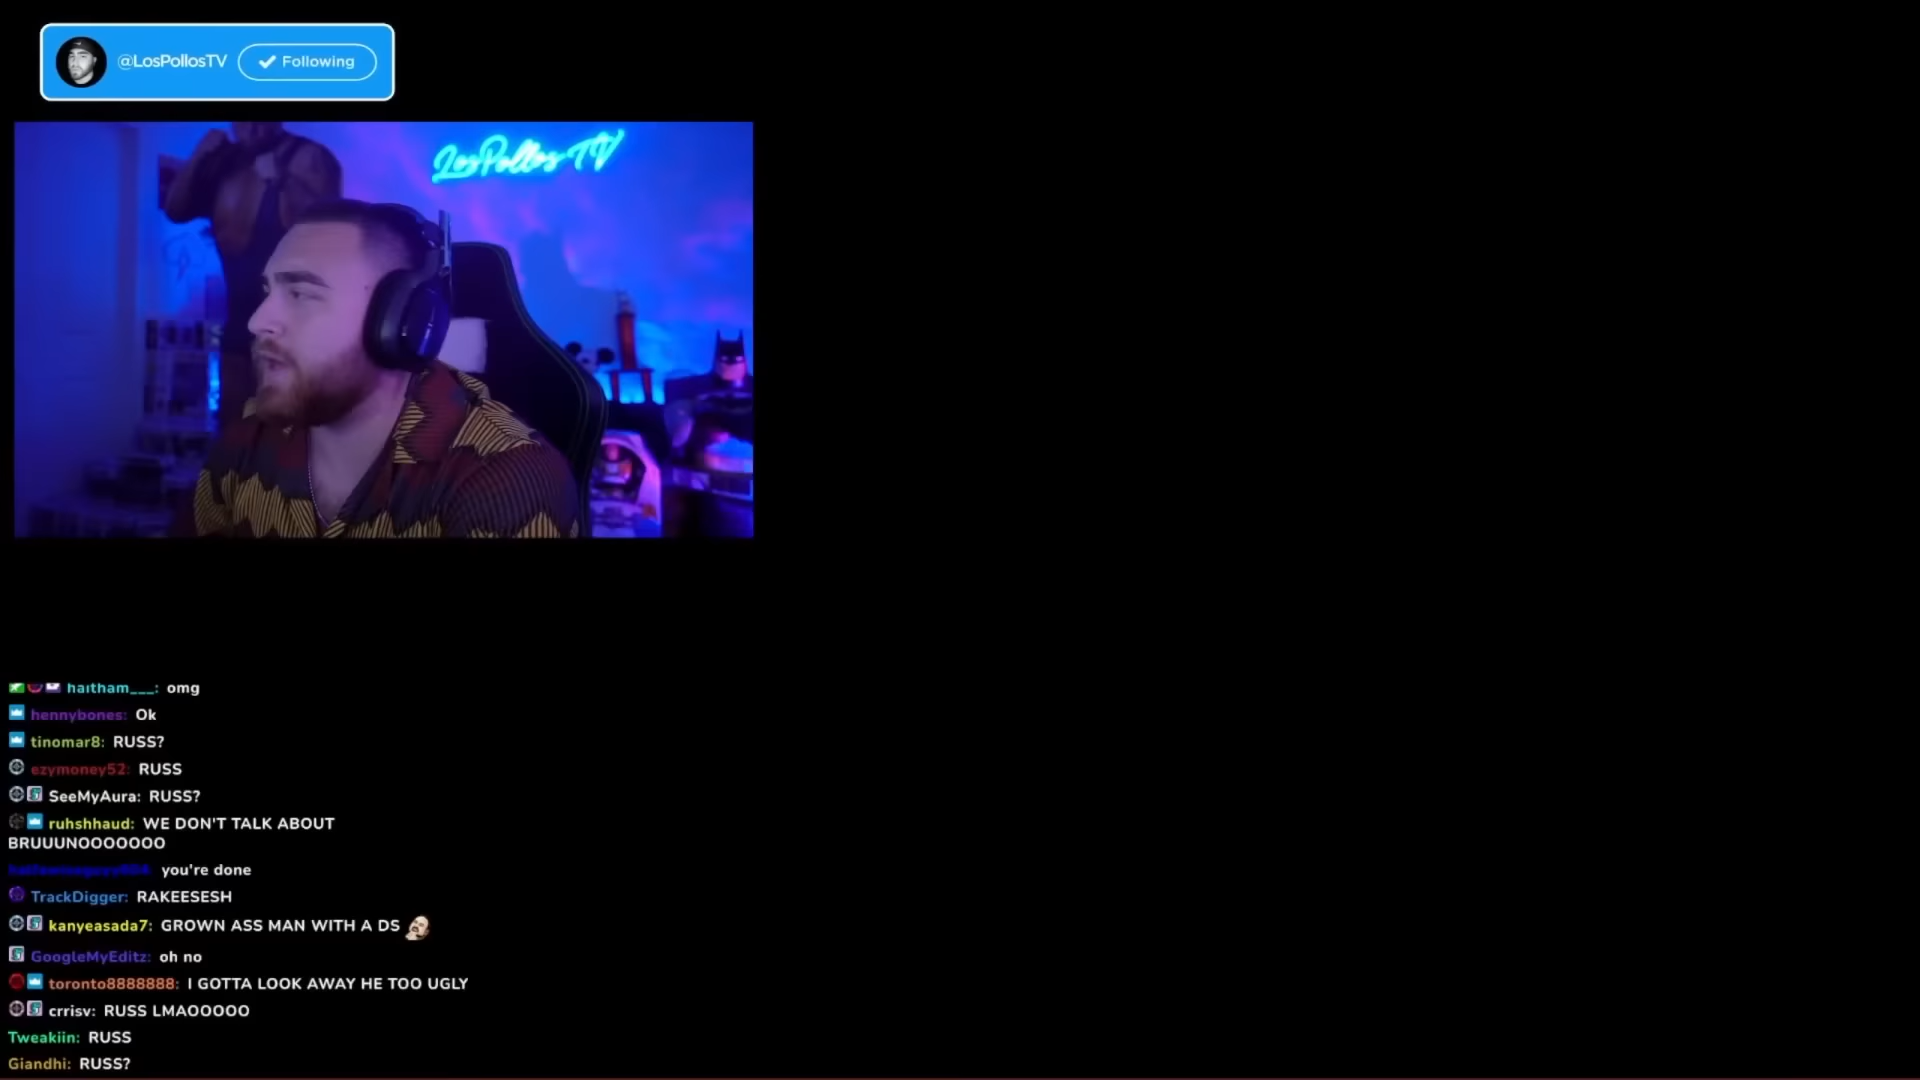 @LosPollosTV Following
LosPollos TV
haitham___: omg
hennybones: Ok
tinomar8: RUSS?
ezymoney52: RUSS
SeeMyAura: RUSS?
ruhshhaud: WE DON'T TALK ABOUT
BRUUUNOOOOOOO
you're done
TrackDigger: RAKEESESH
kanyeasada7: GROWN ASS MAN WITH A DS
GoogleMyEditz: oh no
toronto8888888: I GOTTA LOOK AWAY HE TOO UGLY
crrisv: RUSS LMAOOOOO
Tweakiin: RUSS
Giandhi: RUSS?